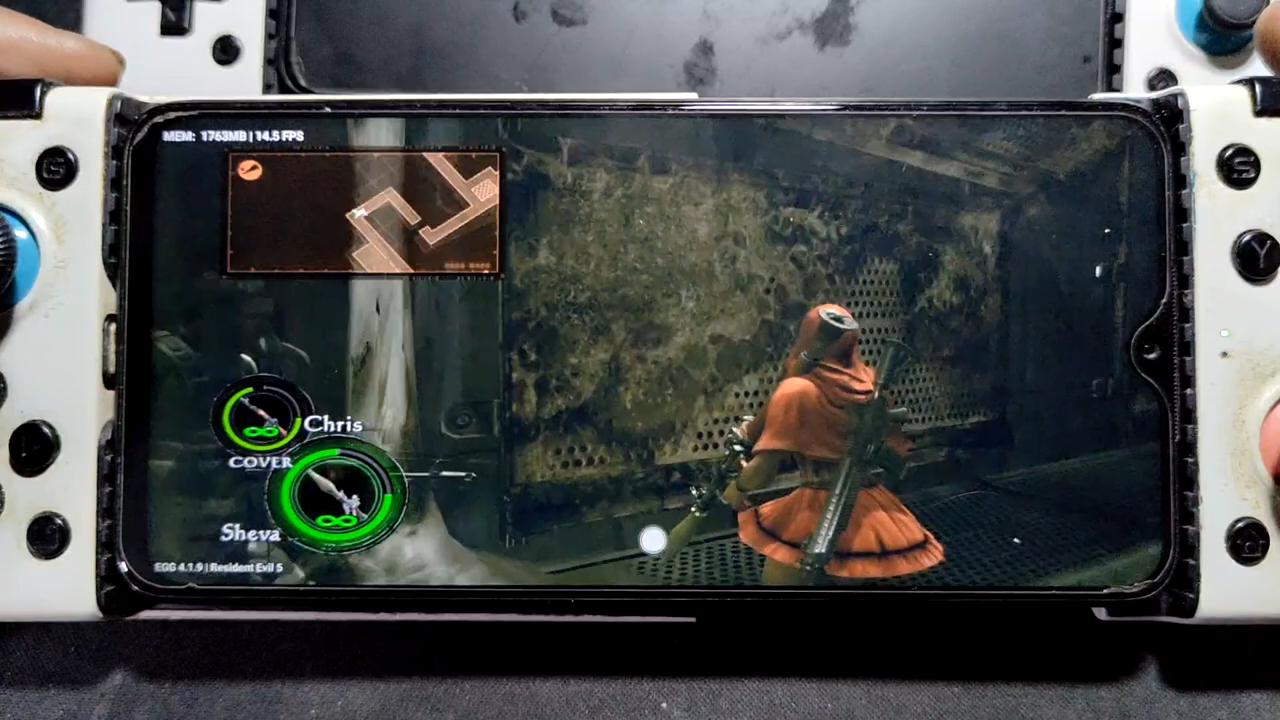 MEM: 1763MB | 14.5 FPS
Chris
COVER
Sheva
EGG 4.1.9 | Resident Evil 5
G
S
Y